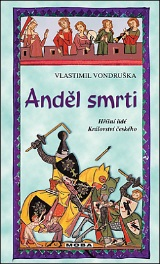 VLASTIMIL VONDRUŠKA
Anděl smrti
Hříšní lidé
Království českého
MOBA